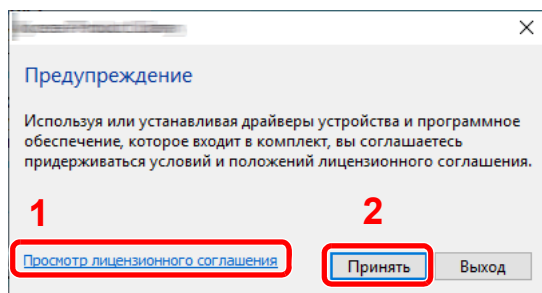 Предупреждение
Используя или устанавливая драйверы устройства и программное
обеспечение, которое входит в комплект, вы соглашаетесь
придерживаться условий и положений лицензионного соглашения.
1
2
Просмотр лицензионного соглашения
Принять
Выход